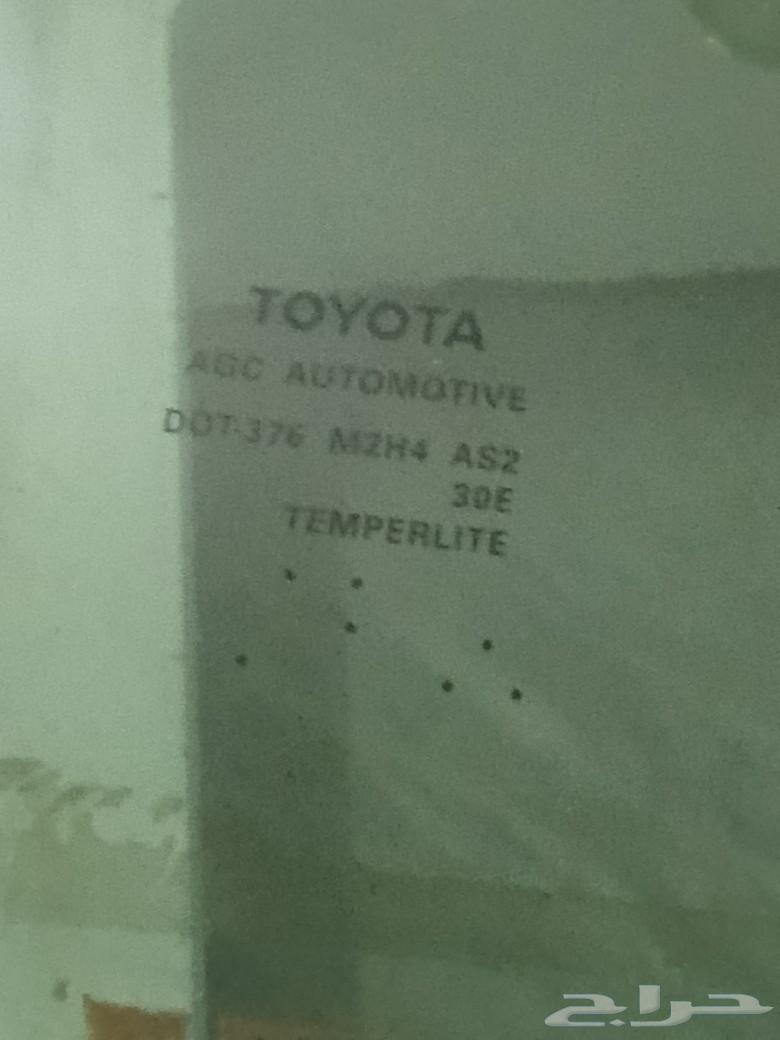 TOYOTA
AGC AUTOMOTIVE
DOT-376 M2H4 AS2
30E
TEMPERLITE
حراج